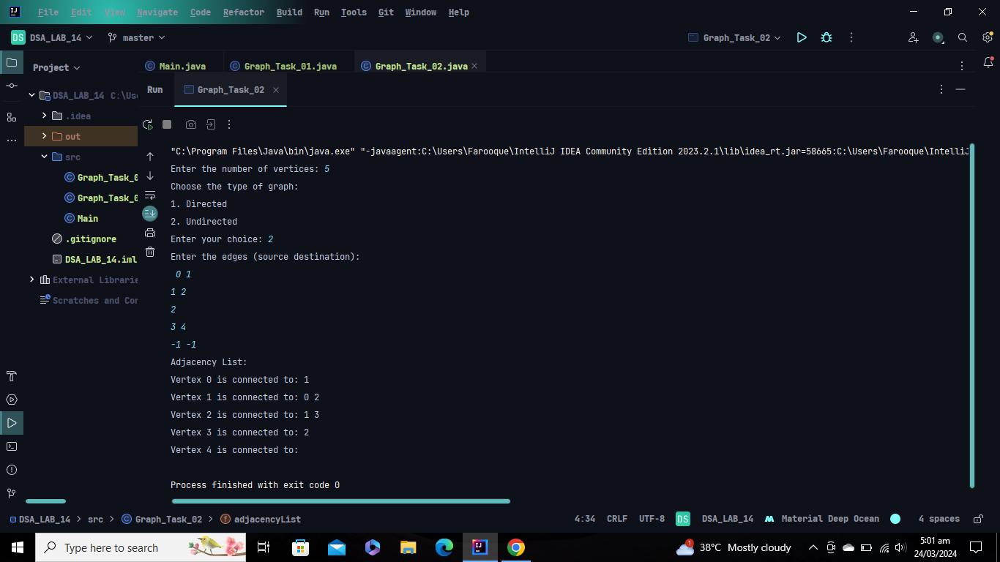 File Edit View Navigate Code Refactor Build Run Tools Git Window Help
DS DSA_LAB_14 master Graph_Task_02
Project Main.java Graph_Task_01.java Graph_Task_02.java
Run Graph_Task_02
DSA_LAB_14 C:\Use
.idea
out
src
Graph_Task_0
Graph_Task_0
Main
.gitignore
DSA_LAB_14.iml
External Librarie
Scratches and Con
"C:\Program Files\Java\bin\java.exe" "-javaagent:C:\Users\Farooque\IntelliJ IDEA Community Edition 2023.2.1\lib\idea_rt.jar=58665:C:\Users\Farooque\IntelliJ
Enter the number of vertices: 5
Choose the type of graph:
1. Directed
2. Undirected
Enter your choice: 2
Enter the edges (source destination):
0 1
1 2
2
3 4
-1 -1
Adjacency List:
Vertex 0 is connected to: 1
Vertex 1 is connected to: 0 2
Vertex 2 is connected to: 1 3
Vertex 3 is connected to: 2
Vertex 4 is connected to:
Process finished with exit code 0
DSA_LAB_14 > src > Graph_Task_02 > adjacencyList 4:34 CRLF UTF-8 DS DSA_LAB_14 Material Deep Ocean 4 spaces
Type here to search 1 38°C Mostly cloudy 5:01 am
24/03/2024